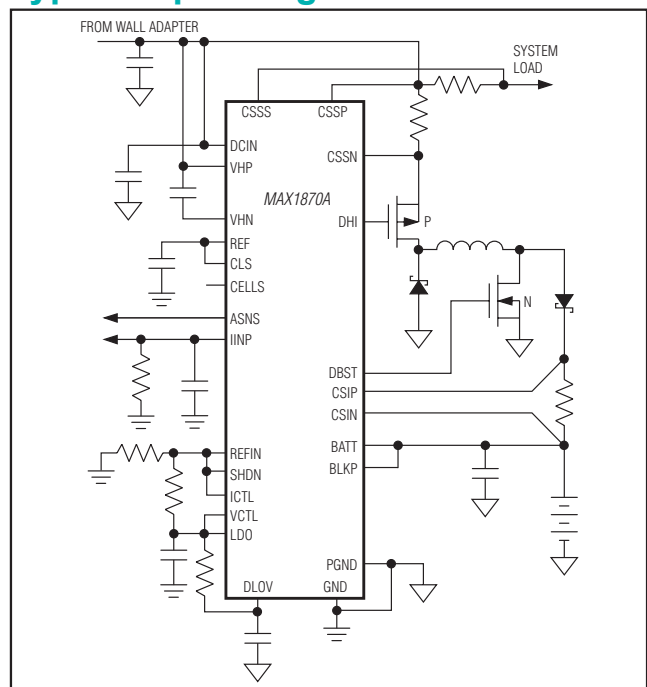 FROM WALL ADAPTER
SYSTEM
LOAD
CSSS
CSSP
DCIN
CSSN
VHP
MAX1870A
VHN
DHI
P
REF
CLS
CELLS
N
ASNS
IINP
DBST
CSIP
CSIN
REFIN
BATT
SHDN
BLKP
ICTL
VCTL
LDO
PGND
DLOV
GND